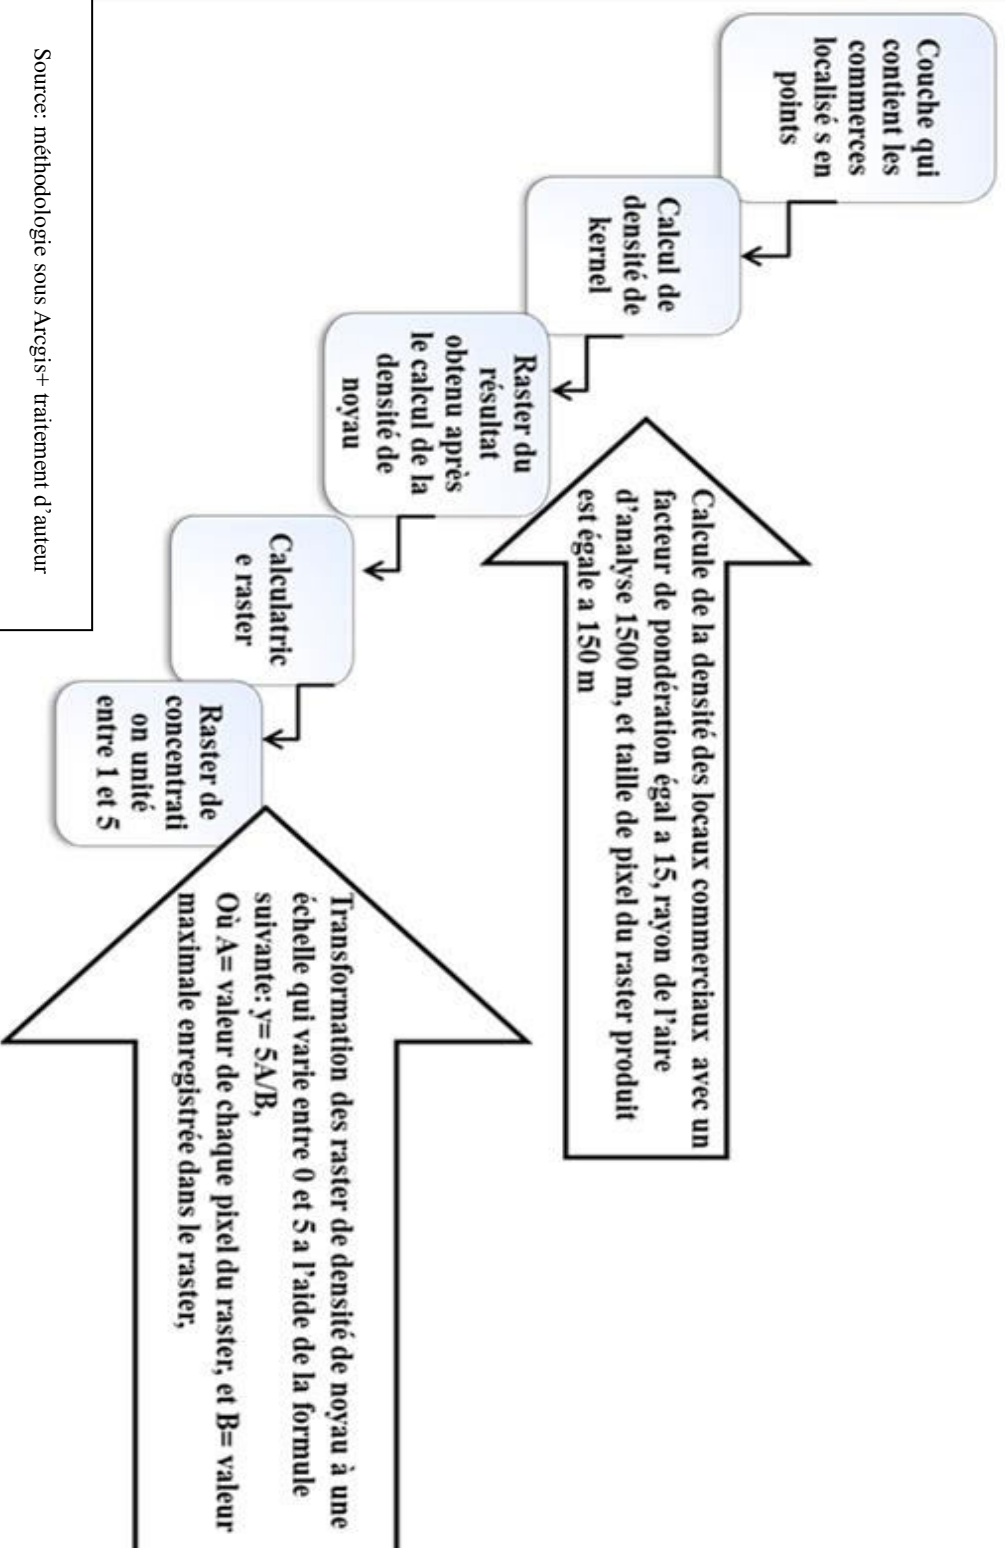 Couche qui
contient les
commerces
localisé s en
points
Calcul de
densité de
kernel
Raster du
résultat
obtenu après
le calcul de la
densité de
noyau
Calculatric
e raster
Raster de
concentrati
on unité
entre 1 et 5
Calcule de la densité des locaux commerciaux avec un
facteur de pondération égal a 15, rayon de l'aire
d'analyse 1500 m, et taille de pixel du raster produit
est égale a 150 m
Transformation des raster de densité de noyau à une
échelle qui varie entre 0 et 5 a l'aide de la formule
suivante: y= 5A/B,
Où A= valeur de chaque pixel du raster, et B= valeur
maximale enregistrée dans le raster,
Source: méthodologie sous Arcgis+ traitement d'auteur